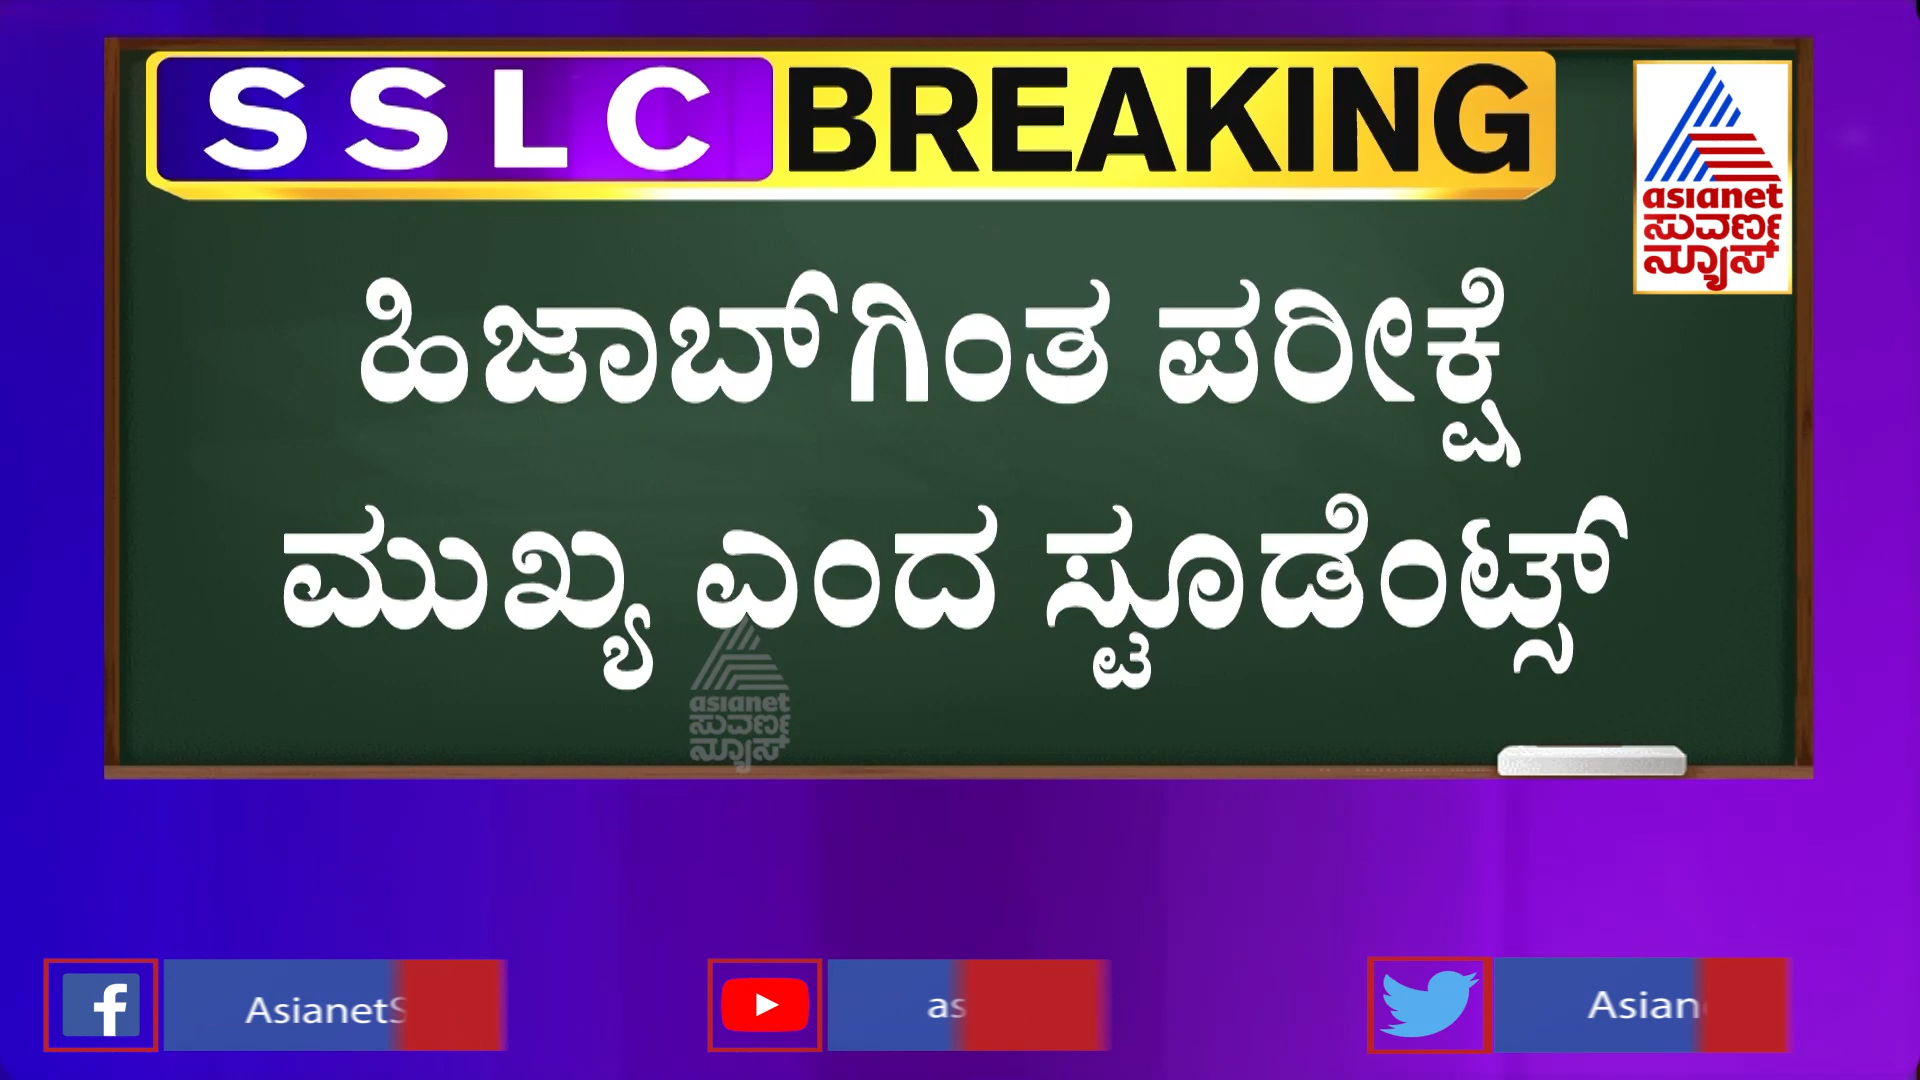 SSLC BREAKING
asianet
ಸುವರ್ಣ
ನ್ಯೂಸ್
ಹಿಜಾಬ್‌ಗಿಂತ ಪರೀಕ್ಷೆ
ಮುಖ್ಯ ಎಂದ ಸ್ಟೂಡೆಂಟ್ಸ್
asianet
ಸುವರ್ಣ
ನ್ಯೂಸ್
AsianetS
as
Asian